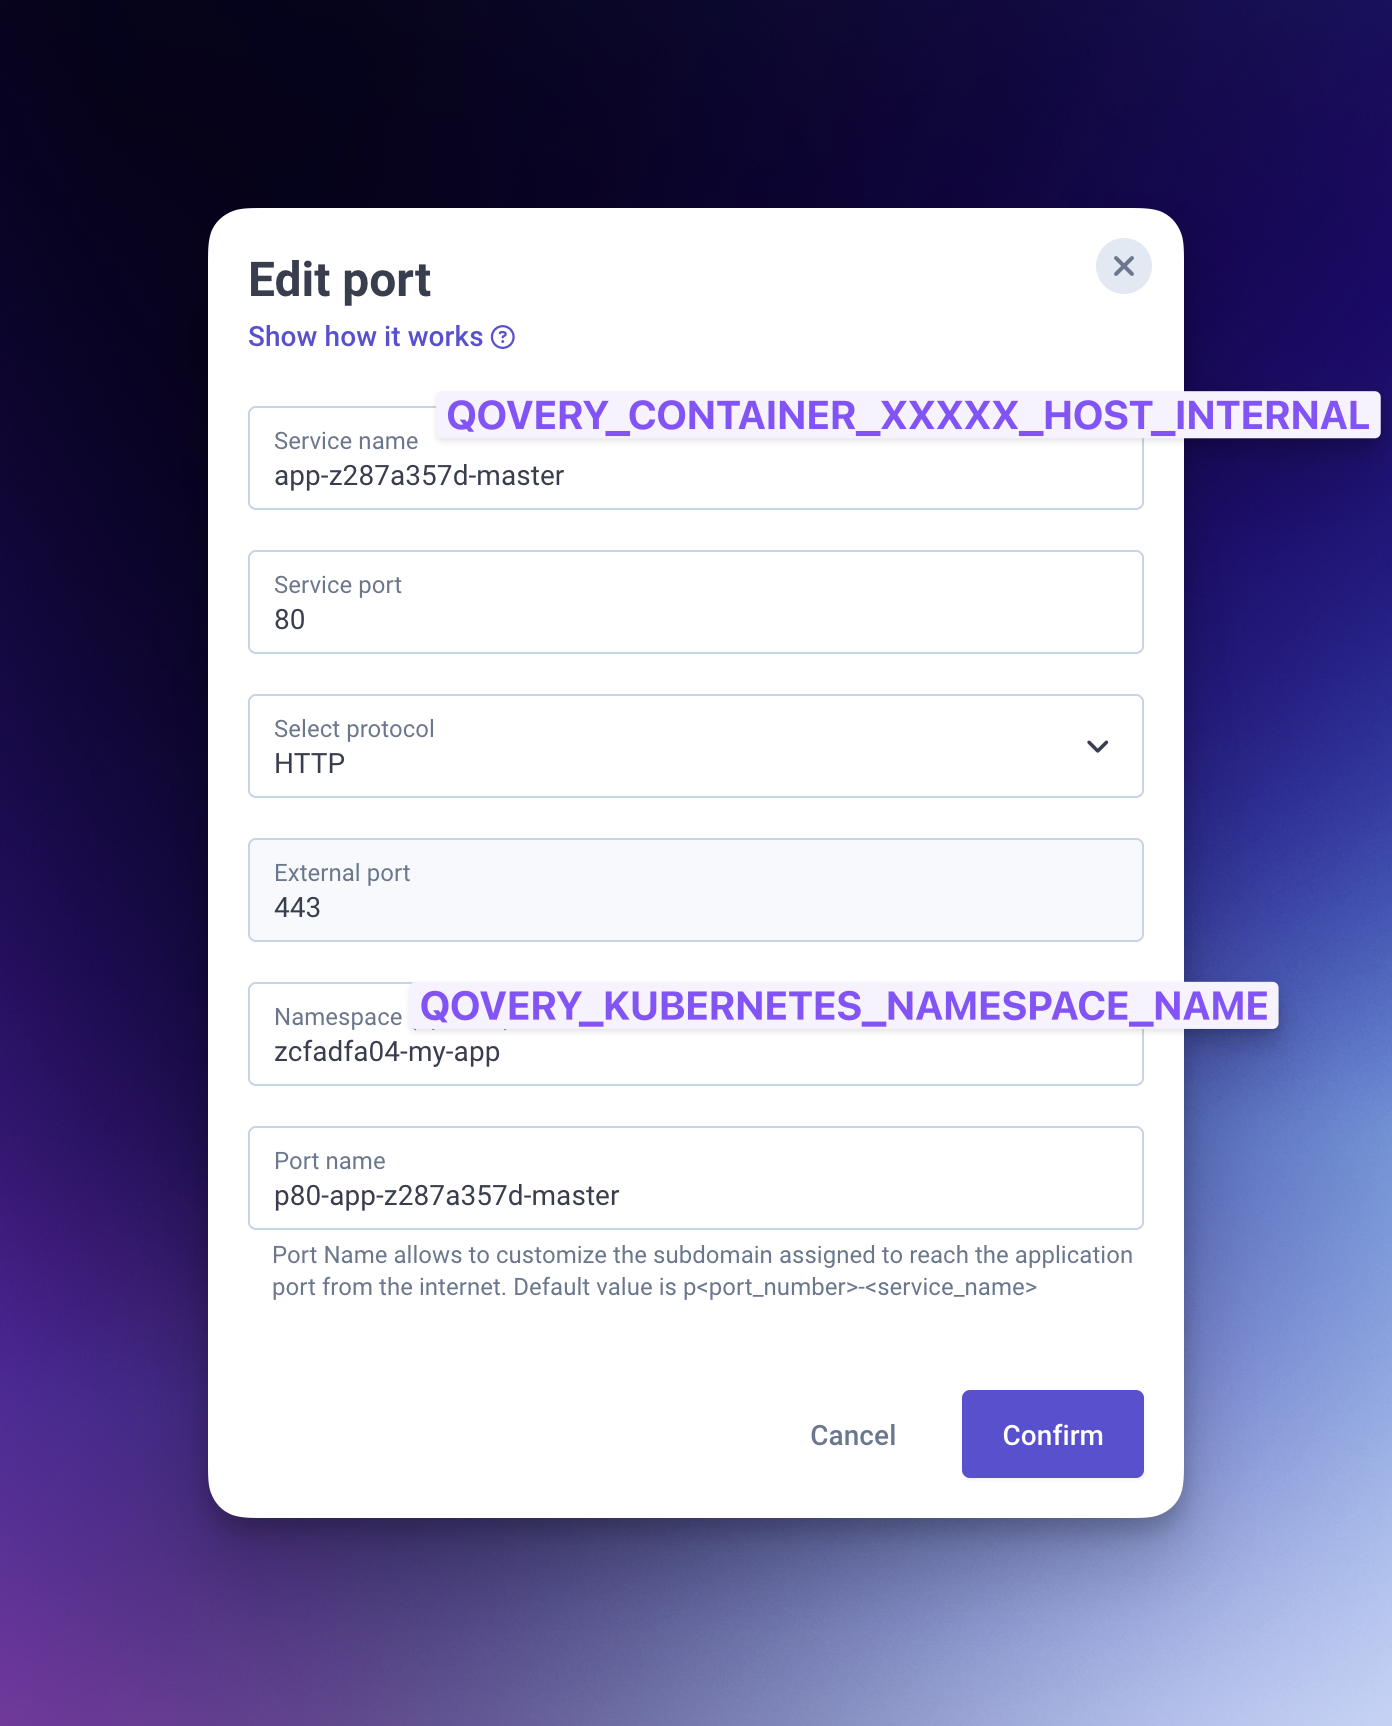 Edit port
Show how it works
QOVERY_CONTAINER_XXXXX_HOST_INTERNAL
Service name
app-z287a357d-master
Service port
80
Select protocol
HTTP
External port
443
QOVERY_KUBERNETES_NAMESPACE_NAME
Namespace
zcfadfa04-my-app
Port name
p80-app-z287a357d-master
Port Name allows to customize the subdomain assigned to reach the application
port from the internet. Default value is p<port_number>-<service_name>
Cancel
Confirm